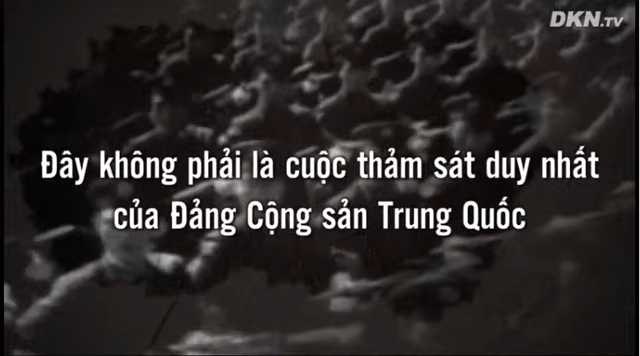 DKN.TV
Đây không phải là cuộc thảm sát duy nhất
của Đảng Cộng sản Trung Quốc